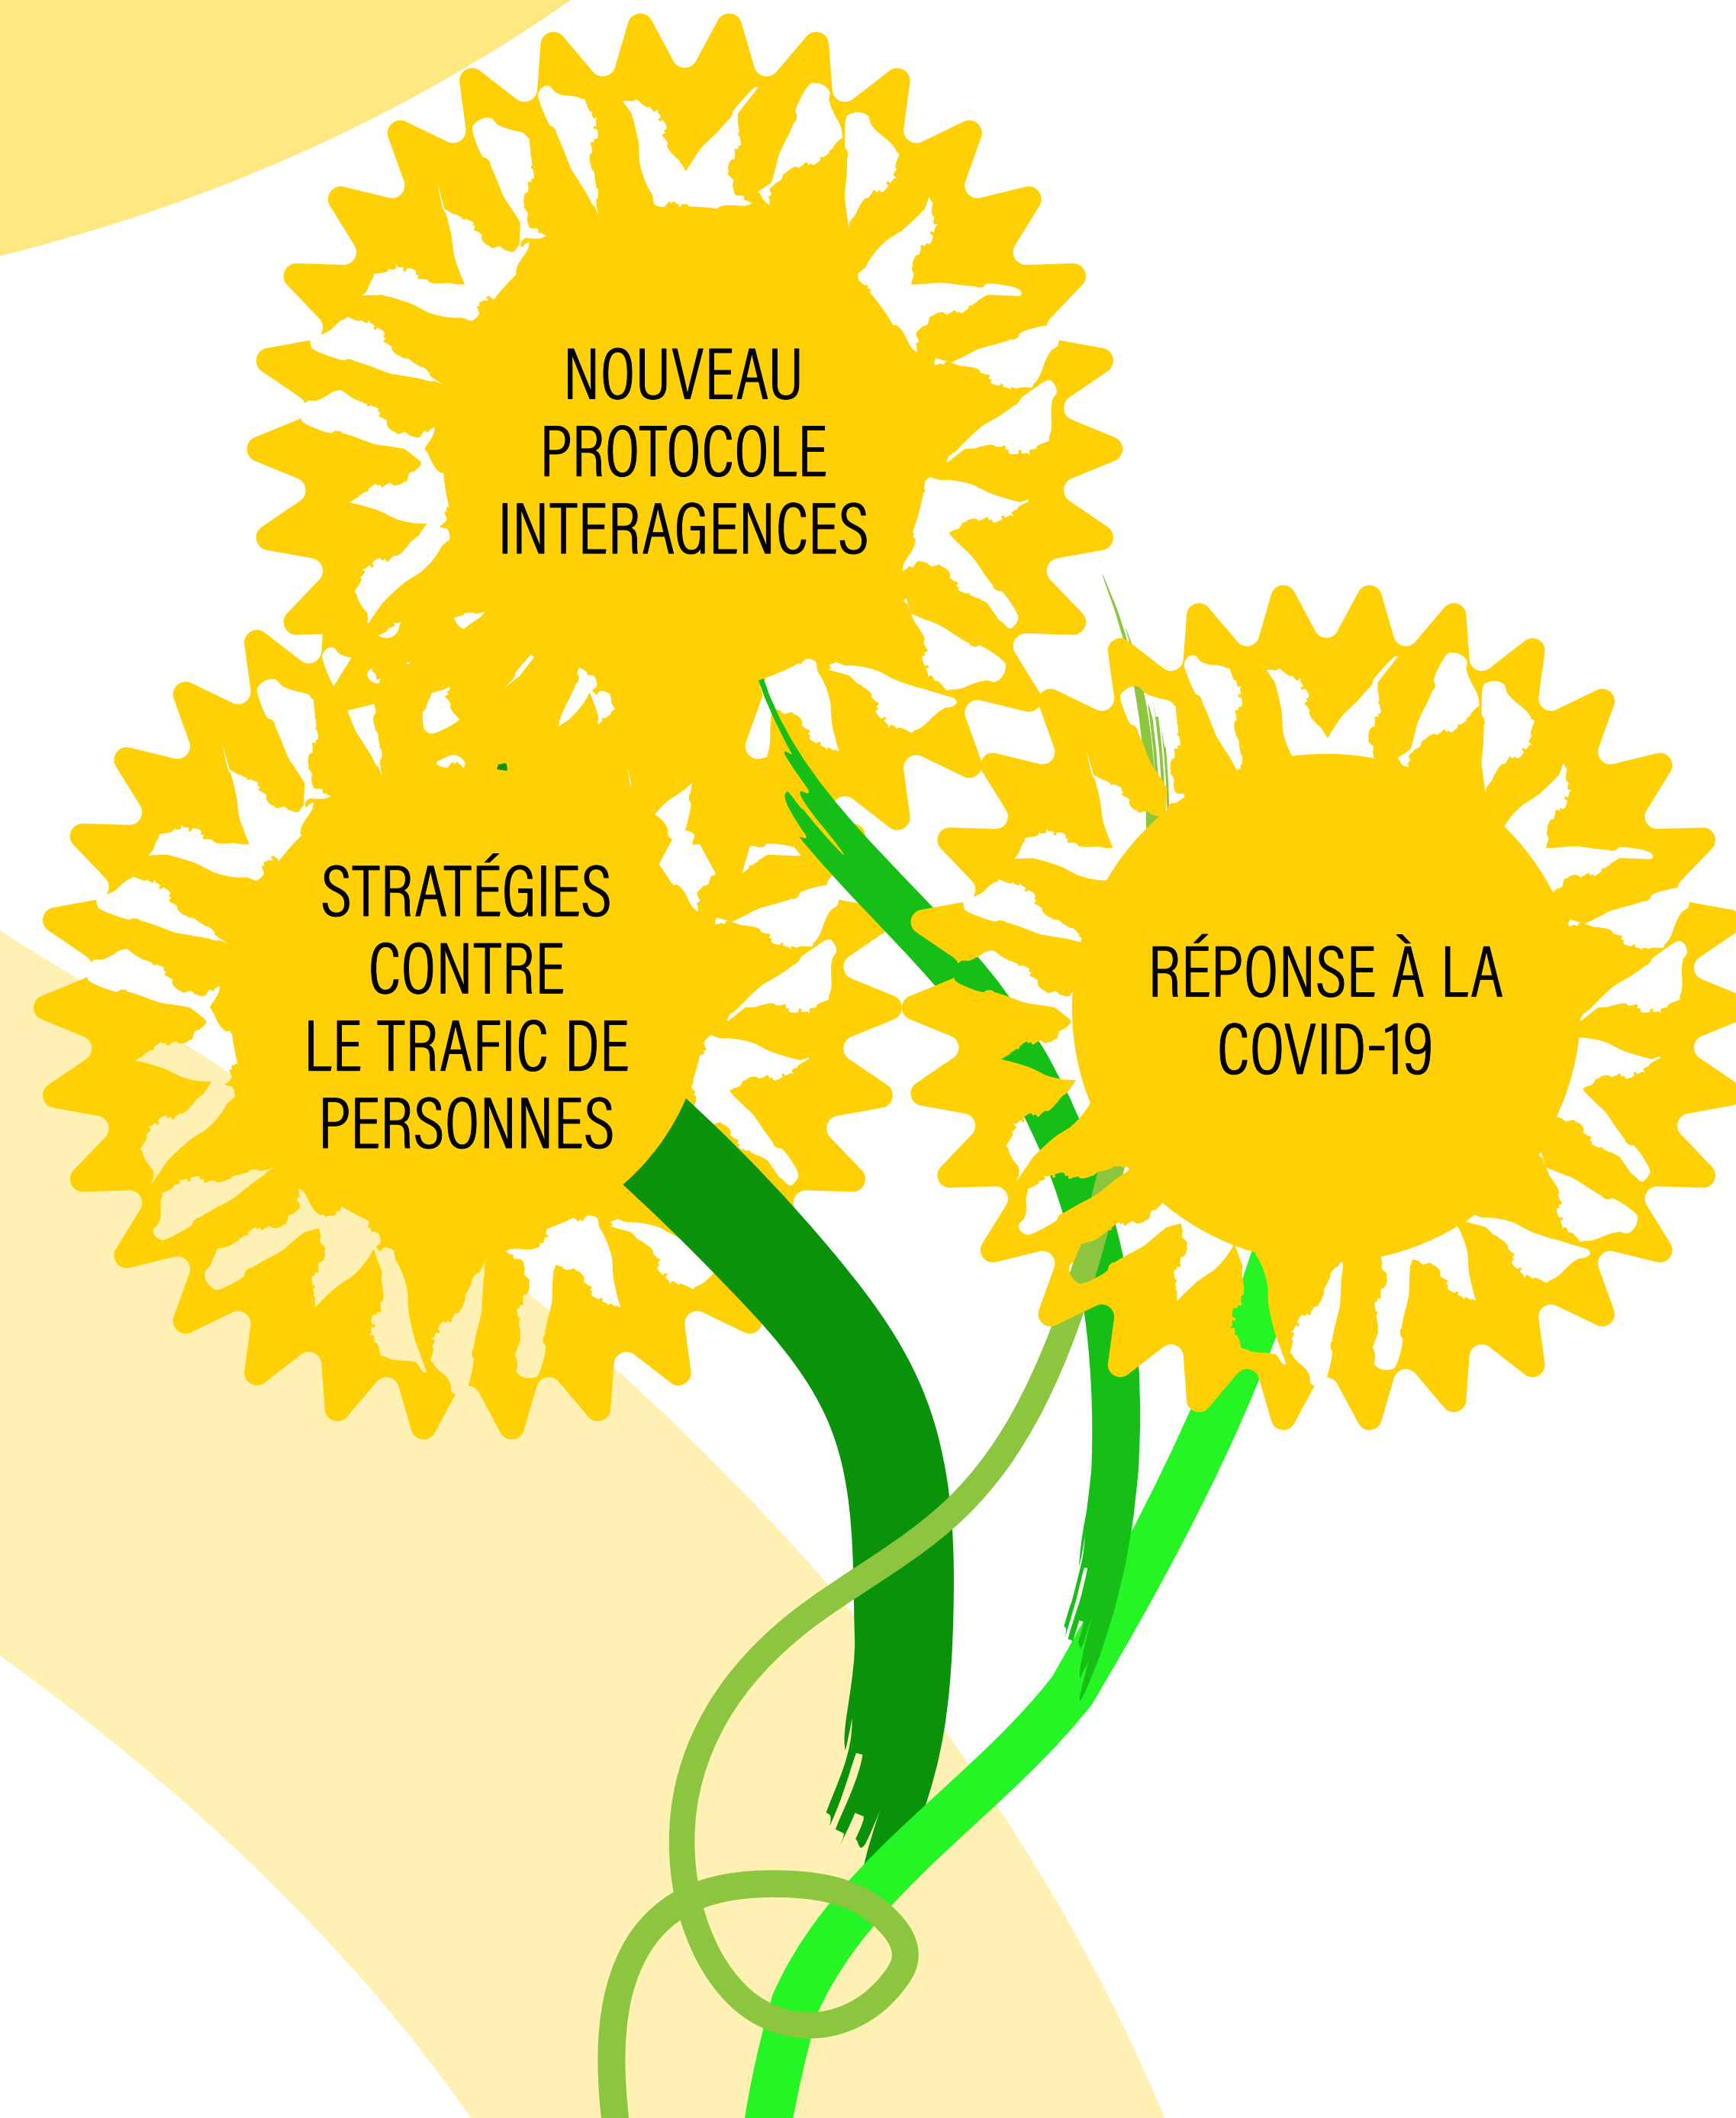 NOUVEAU
PROTOCOLE
INTERAGENCES
STRATÉGIES
CONTRE
LE TRAFIC DE
PERSONNES
RÉPONSE À LA
COVID-19